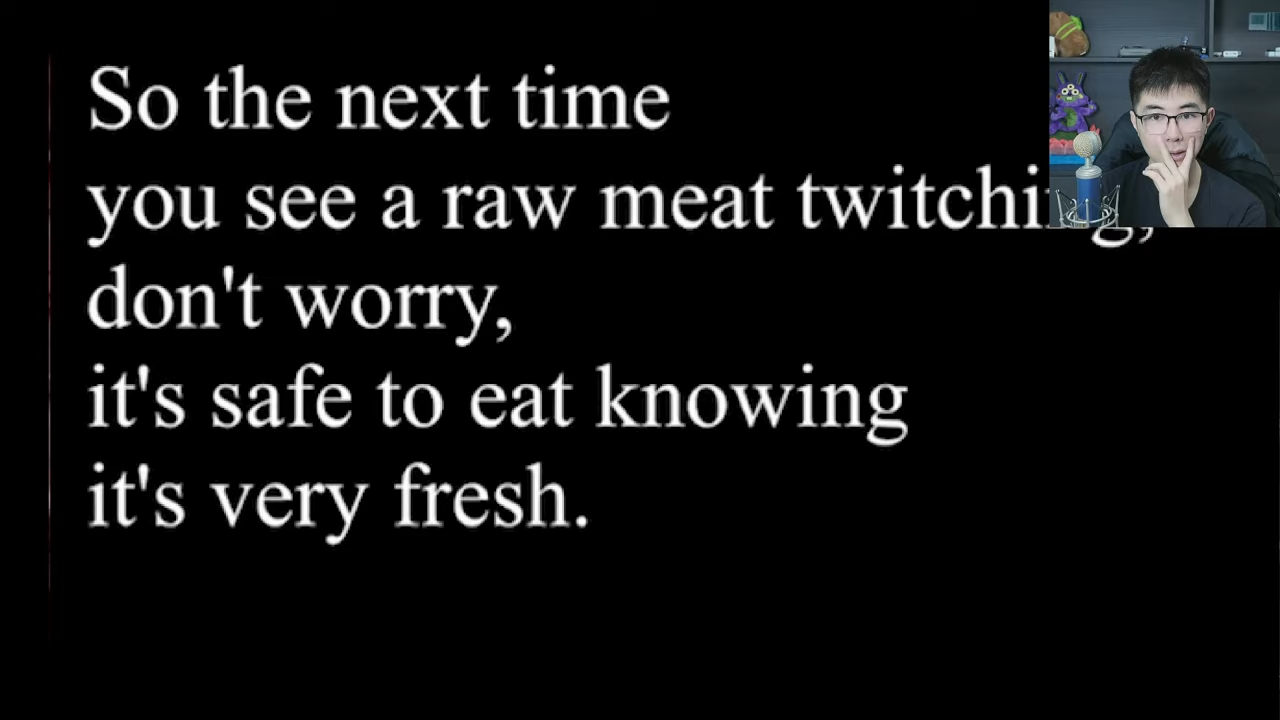 So the next time
you see a raw meat twitching,
don't worry,
it's safe to eat knowing
it's very fresh.